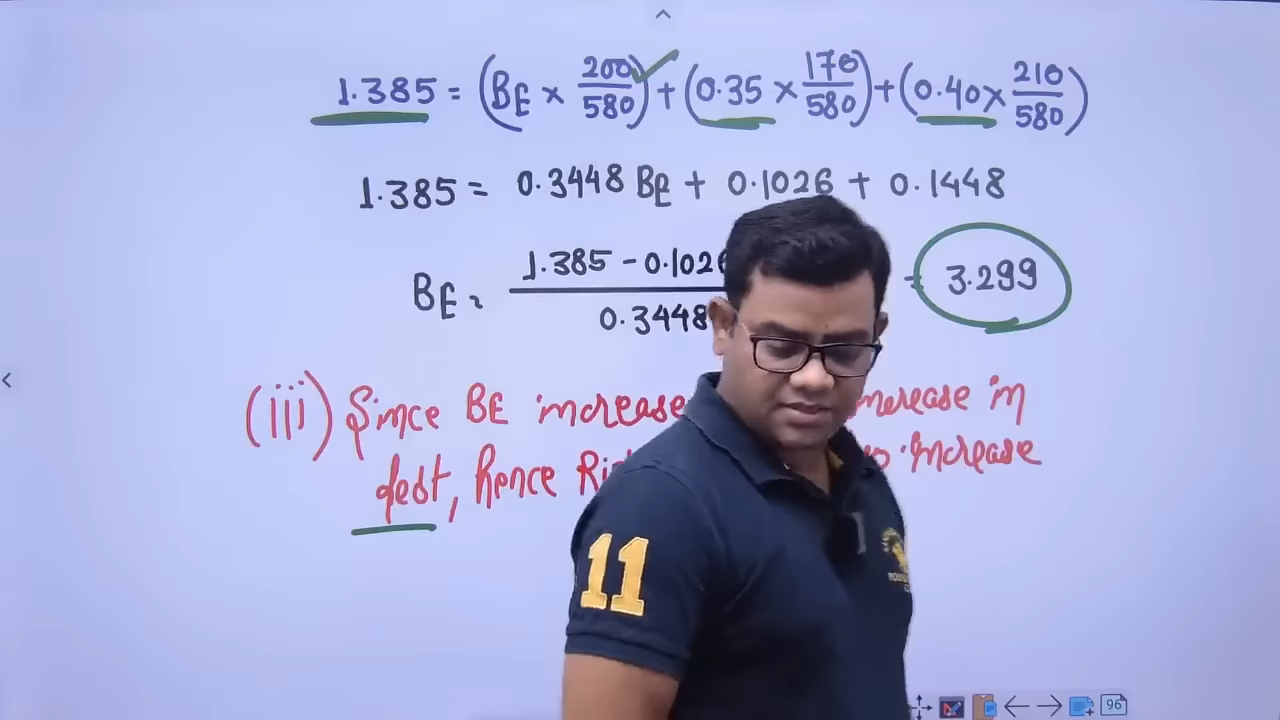 1.385 = (BE × 200/580) + (0.35 × 170/580) + (0.40 × 210/580)
1.385 = 0.3448 BE + 0.1026 + 0.1448
BE = 1.385 - 0.1026 / 0.3448 = 3.299
(iii) Since BE increase increase in
debt, hence increase
11
96